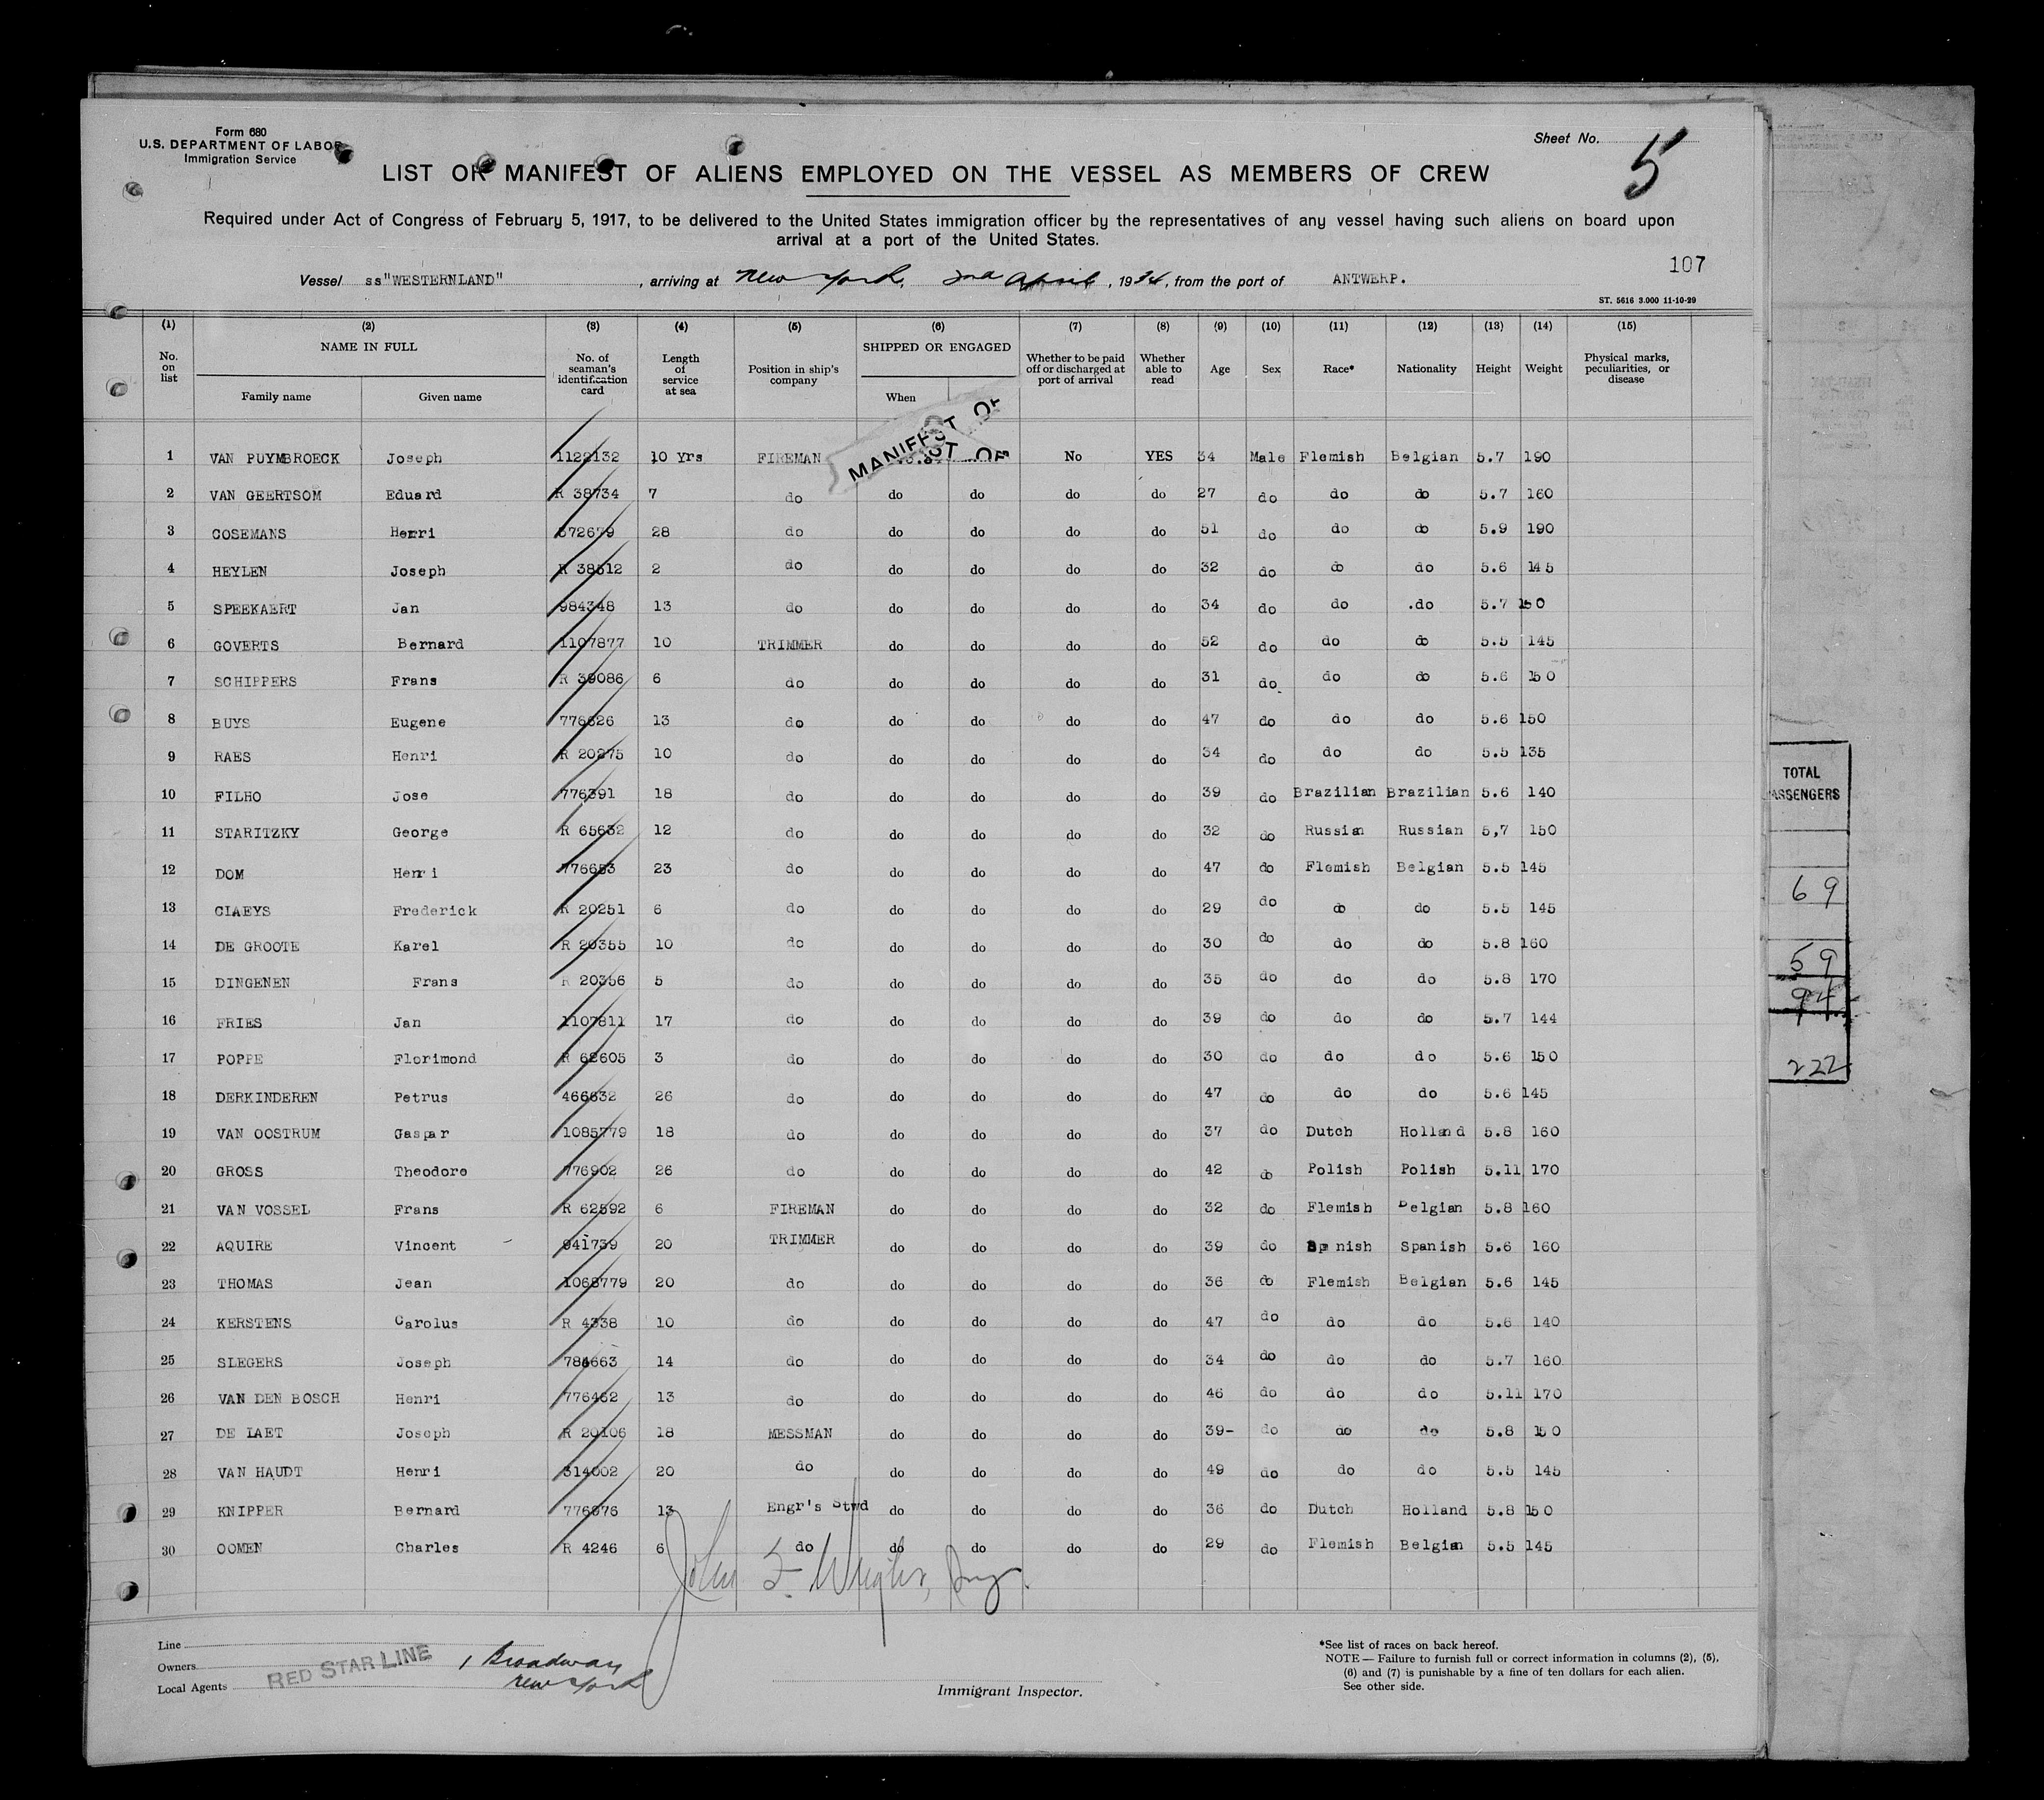 Form 680
U.S. DEPARTMENT OF LABOR
Immigration Service
Sheet No. 5
LIST OR MANIFEST OF ALIENS EMPLOYED ON THE VESSEL AS MEMBERS OF CREW
Required under Act of Congress of February 5, 1917, to be delivered to the United States immigration officer by the representatives of any vessel having such aliens on board upon
arrival at a port of the United States.
107
Vessel ss"WESTERNLAND", arriving at New York, 2nd April, 1934, from the port of ANTWERP.
ST. 5616 3.000 11-10-29
(1) (2) (3) (4) (5) (6) (7) (8) (9) (10) (11) (12) (13) (14) (15)
No. on list NAME IN FULL Family name Given name No. of seaman's identification card Length of service at sea Position in ship's company SHIPPED OR ENGAGED When Whether to be paid off or discharged at port of arrival Whether able to read Age Sex Race* Nationality Height Weight Physical marks, peculiarities, or disease
MANIFEST OF
1 VAN PUYMBROECK Joseph 1122132 10 Yrs FIREMAN No YES 34 Male Flemish Belgian 5.7 190
2 VAN GEERTSOM Eduard R 38734 7 do do do do do 27 do do do 5.7 160
3 COSEMANS Henri 372679 28 do do do do do 51 do do do 5.9 190
4 HEYLEN Joseph R 38512 2 do do do do do 32 do do do 5.6 145
5 SPEEKAERT Jan 984348 13 do do do do do 34 do do .do 5.7 150
6 GOVERTS Bernard 1107877 10 TRIMMER do do do do 52 do do do 5.5 145
7 SCHIPPERS Frans R 39086 6 do do do do do 31 do do do 5.6 150
8 BUYS Eugene 776626 13 do do do do do 47 do do do 5.6 150
9 RAES Henri R 20275 10 do do do do do 34 do do do 5.5 135
10 FILHO Jose 776391 18 do do do do do 39 do Brazilian Brazilian 5.6 140
11 STARITZKY George R 65632 12 do do do do do 32 do Russian Russian 5,7 150
12 DOM Henri 776653 23 do do do do do 47 do Flemish Belgian 5.5 145
13 CLAEYS Frederick R 20251 6 do do do do do 29 do do do 5.5 145
14 DE GROOTE Karel R 20355 10 do do do do do 30 do do do 5.8 160
15 DINGENEN Frans R 20356 5 do do do do do 35 do do do 5.8 170
16 FRIES Jan 1107811 17 do do do do do 39 do do do 5.7 144
17 POPPE Florimond R 62605 3 do do do do do 30 do do do 5.6 150
18 DERKINDEREN Petrus 466632 26 do do do do do 47 do do do 5.6 145
19 VAN OOSTRUM Gaspar 1085779 18 do do do do do 37 do Dutch Holland 5.8 160
20 GROSS Theodore 776902 26 do do do do do 42 do Polish Polish 5.11 170
21 VAN VOSSEL Frans R 62592 6 FIREMAN do do do do 32 do Flemish Belgian 5.8 160
22 AQUIRE Vincent 941739 20 TRIMMER do do do do 39 do Spanish Spanish 5.6 160
23 THOMAS Jean 1068779 20 do do do do do 36 do Flemish Belgian 5.6 145
24 KERSTENS Carolus R 4338 10 do do do do do 47 do do do 5.6 140
25 SLEGERS Joseph 784663 14 do do do do do 34 do do do 5.7 160
26 VAN DEN BOSCH Henri 776462 13 do do do do do 46 do do do 5.11 170
27 DE LAET Joseph R 20106 18 MESSMAN do do do do 39- do do do 5.8 150
28 VAN HAUDT Henri 314002 20 do do do do do 49 do do do 5.5 145
29 KNIPPER Bernard 776076 13 Engr's Stwd do do do do 36 do Dutch Holland 5.8 150
30 OOMEN Charles R 4246 6 do do do do do 29 do Flemish Belgian 5.5 145
John
Line
Owners RED STAR LINE 1 Broadway
Local Agents New York
Immigrant Inspector.
*See list of races on back hereof.
NOTE — Failure to furnish full or correct information in columns (2), (5),
(6) and (7) is punishable by a fine of ten dollars for each alien.
See other side.
TOTAL
PASSENGERS
69
59
94
222